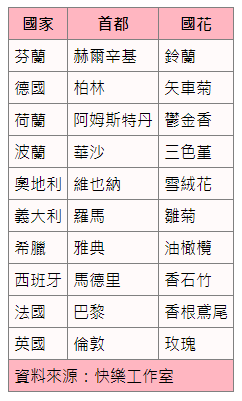 國家 首都 國花
芬蘭 赫爾辛基 鈴蘭
德國 柏林 矢車菊
荷蘭 阿姆斯特丹 鬱金香
波蘭 華沙 三色堇
奧地利 維也納 雪絨花
義大利 羅馬 雛菊
希臘 雅典 油橄欖
西班牙 馬德里 香石竹
法國 巴黎 香根鳶尾
英國 倫敦 玫瑰
資料來源：快樂工作室